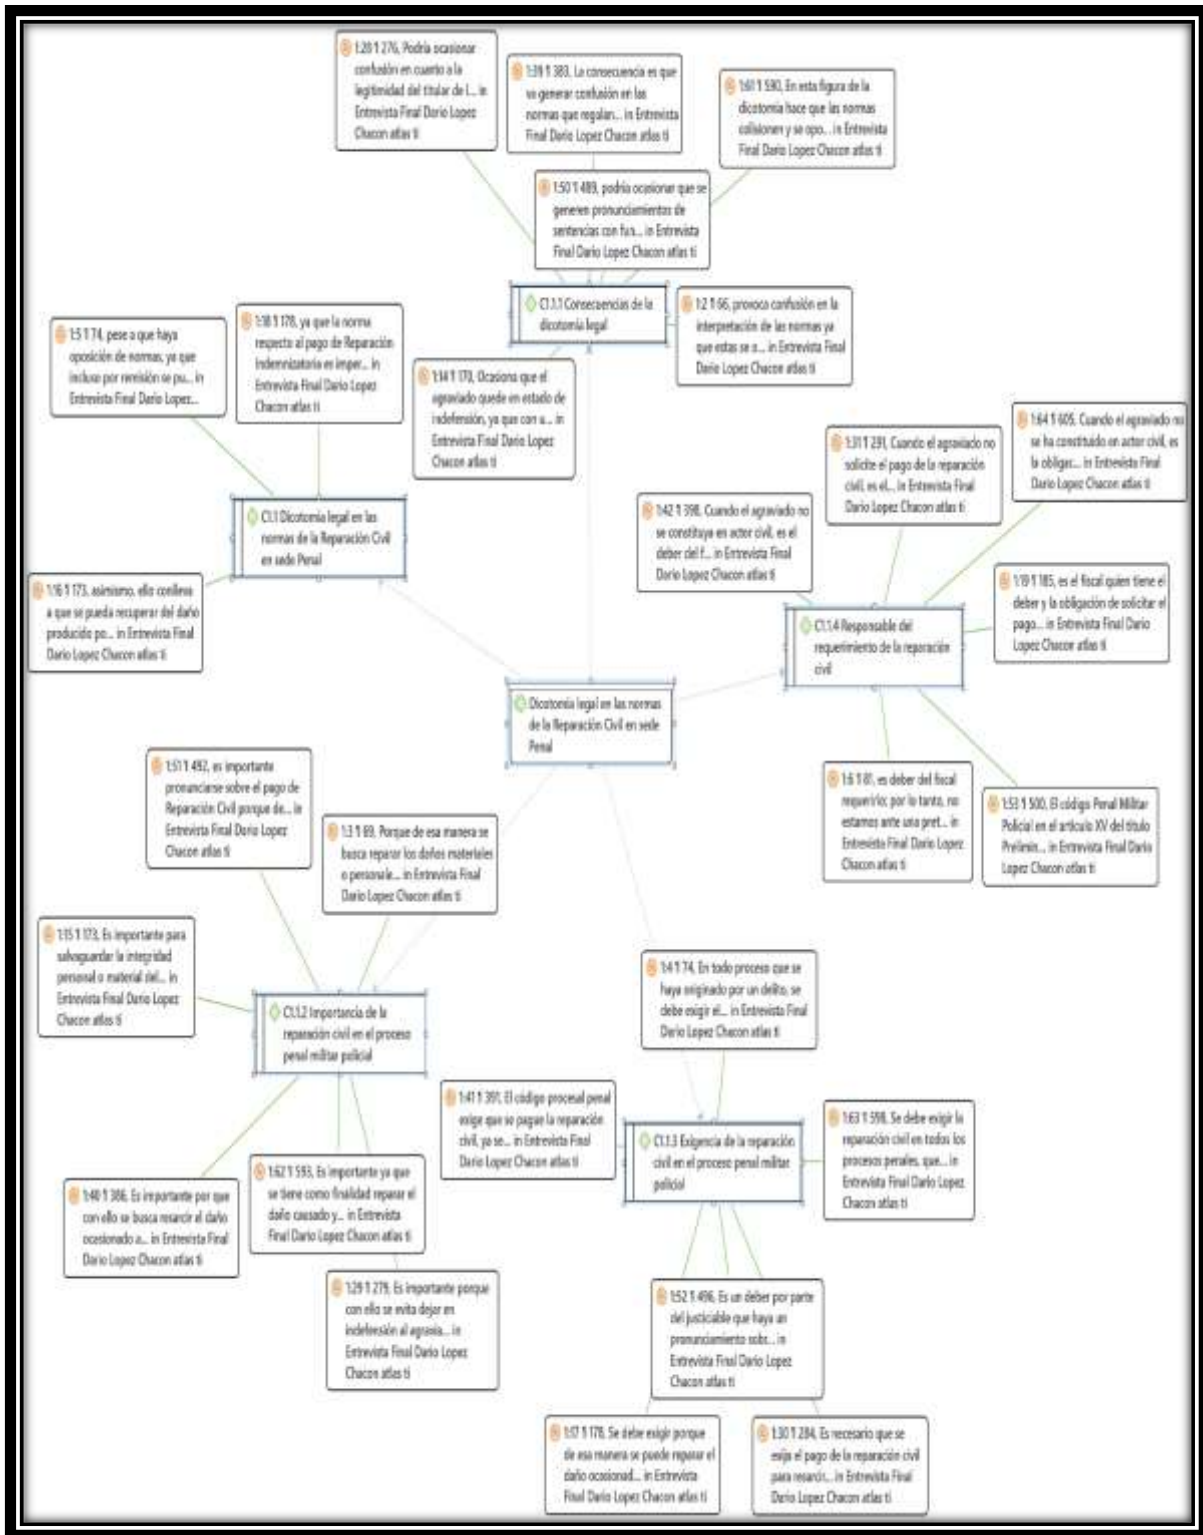 1:28 ¶ 276, Podría ocasionar
confusión en cuanto a la
legitimidad del titular de l... in
Entrevista Final Dario Lopez
Chacon atlas ti
1:39 ¶ 383, La consecuencia es que
va generar confusión en las
normas que regulan... in Entrevista
Final Dario Lopez Chacon atlas ti
1:61 ¶ 590, En esta figura de la
dicotomía hace que las normas
colisionen y se opo... in Entrevista
Final Dario Lopez Chacon atlas ti
1:50 ¶ 489, podría ocasionar que se
generen pronunciamientos de
sentencias con fun... in Entrevista
Final Dario Lopez Chacon atlas ti
C1.1.1 Consecuencias de la
dicotomía legal
1:2 ¶ 66, provoca confusión en la
interpretación de las normas ya
que estas se o... in Entrevista
Final Dario Lopez Chacon atlas ti
1:5 ¶ 74, pese a que haya
oposición de normas, ya que
incluso por remisión se pu... in
Entrevista Final Dario Lopez...
1:18 ¶ 178, ya que la norma
respecto al pago de Reparación
Indemnizatoria es imper... in
Entrevista Final Dario Lopez
Chacon atlas ti
1:14 ¶ 170, Ocasiona que el
agraviado quede en estado de
indefensión, ya que con u... in
Entrevista Final Dario Lopez
Chacon atlas ti
1:64 ¶ 605, Cuando el agraviado no
se ha constituido en actor civil, es
la obligac... in Entrevista Final
Dario Lopez Chacon atlas ti
1:31 ¶ 291, Cuando el agraviado no
solicite el pago de la reparación
civil, es el... in Entrevista Final
Dario Lopez Chacon atlas ti
1:42 ¶ 398, Cuando el agraviado no
se constituya en actor civil, es el
deber del f... in Entrevista Final
Dario Lopez Chacon atlas ti
C1.1 Dicotomía legal en las
normas de la Reparación Civil
en sede Penal
1:16 ¶ 173, asimismo, ello conlleva
a que se pueda recuperar del daño
producido po... in Entrevista Final
Dario Lopez Chacon atlas ti
1:19 ¶ 185, es el fiscal quien tiene el
deber y la obligación de solicitar el
pago... in Entrevista Final Dario
Lopez Chacon atlas ti
C1.1.4 Responsable del
requerimiento de la reparación
civil
Dicotomía legal en las normas
de la Reparación Civil en sede
Penal
1:51 ¶ 492, es importante
pronunciarse sobre el pago de
Reparación Civil porque de... in
Entrevista Final Dario Lopez
Chacon atlas ti
1:6 ¶ 81, es deber del fiscal
requerirlo; por lo tanto, no
estamos ante una pret... in
Entrevista Final Dario Lopez
Chacon atlas ti
1:53 ¶ 500, El código Penal Militar
Policial en el artículo XV del título
Prelimin... in Entrevista Final Dario
Lopez Chacon atlas ti
1:3 ¶ 69, Porque de esa manera se
busca reparar los daños materiales
o personale... in Entrevista Final
Dario Lopez Chacon atlas ti
1:15 ¶ 173, Es importante para
salvaguardar la integridad
personal o material del... in
Entrevista Final Dario Lopez
Chacon atlas ti
1:4 ¶ 74, En todo proceso que se
haya originado por un delito, se
debe exigir el... in Entrevista Final
Dario Lopez Chacon atlas ti
C1.1.2 Importancia de la
reparación civil en el proceso
penal militar policial
1:41 ¶ 391, El código procesal penal
exige que se pague la reparación
civil, ya se... in Entrevista Final
Dario Lopez Chacon atlas ti
C1.1.3 Exigencia de la reparación
civil en el proceso penal militar
policial
1:63 ¶ 598, Se debe exigir la
reparación civil en todos los
procesos penales, que... in
Entrevista Final Dario Lopez
Chacon atlas ti
1:40 ¶ 386, Es importante por que
con ello se busca resarcir el daño
ocasionado a... in Entrevista Final
Dario Lopez Chacon atlas ti
1:62 ¶ 593, Es importante ya que
se tiene como finalidad reparar el
daño causado y... in Entrevista
Final Dario Lopez Chacon atlas ti
1:29 ¶ 279, Es importante porque
con ello se evita dejar en
indefensión al agravia... in
Entrevista Final Dario Lopez
Chacon atlas ti
1:52 ¶ 496, Es un deber por parte
del justiciable que haya un
pronunciamiento sobr... in
Entrevista Final Dario Lopez
Chacon atlas ti
1:17 ¶ 178, Se debe exigir porque
de esa manera se puede reparar el
daño ocasionad... in Entrevista
Final Dario Lopez Chacon atlas ti
1:30 ¶ 284, Es necesario que se
exija el pago de la reparación civil
para resarcir... in Entrevista Final
Dario Lopez Chacon atlas ti